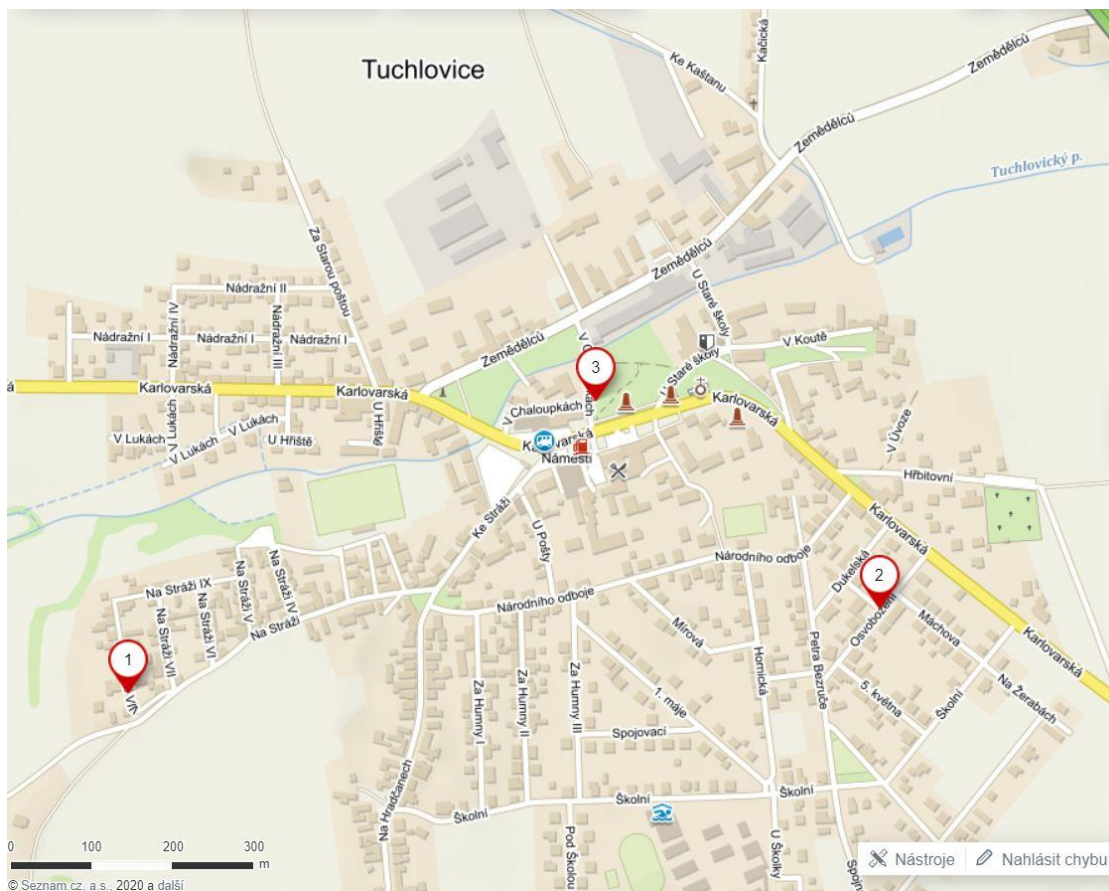 Tuchlovice
Ke Kaštanu
Kačická
Zemědělců
Zemědělců
Tuchlovický p.
Za Starou poštou
Zemědělců
U Staré školy
Nádražní II
Nádražní IV
Nádražní I
Nádražní I
Nádražní III
Nádražní I
Zemědělců
V Koutě
U Staré školy
3
á
Karlovarská
Karlovarská
Karlovarská
V Lukách
V Lukách
U Hřiště
V Chaloupkách
V Lukách
U Hřiště
V Lukách
Karlovarská
Náměstí
V Úvoze
Hřbitovní
Ke Stráži
U Pošty
Karlovarská
Národního odboje
Dukelská
2
Na Stráži IX
Na Stráži V
Na Stráži IV
Národního odboje
Na Stráži
Na Stráži VII
Na Stráži VI
Osvobození
Máchova
Mírová
Karlovarská
1
VIII
Petra Bezruče
Hornická
Na Žerabách
5. května
Školní
Za Humny I
Za Humny II
Za Humny III
1. máje
Spojovací
Na Hradčanech
Školní
Školní
Školní
Pod Školou
U Školky
Spojov
0 100 200 300
m
Nástroje Nahlásit chybu
© Seznam.cz, a.s., 2020 a další